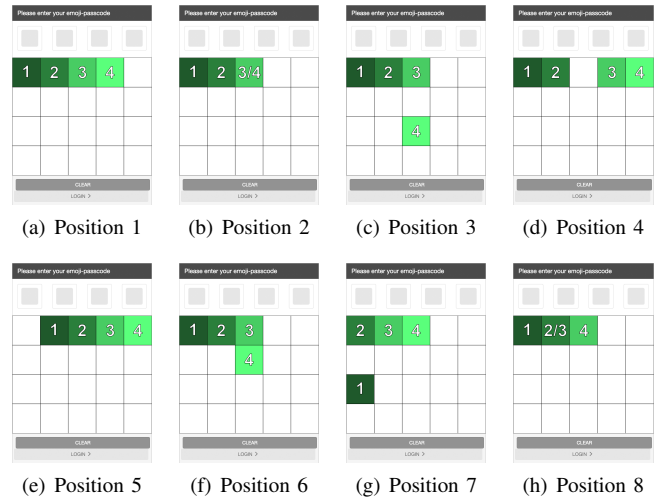 Please enter your emoji-passcode
1 2 3 4
CLEAR
LOGIN >
(a) Position 1
Please enter your emoji-passcode
1 2 3/4
CLEAR
LOGIN >
(b) Position 2
Please enter your emoji-passcode
1 2 3
4
CLEAR
LOGIN >
(c) Position 3
Please enter your emoji-passcode
1 2 3 4
CLEAR
LOGIN >
(d) Position 4
Please enter your emoji-passcode
1 2 3 4
CLEAR
LOGIN >
(e) Position 5
Please enter your emoji-passcode
1 2 3
4
CLEAR
LOGIN >
(f) Position 6
Please enter your emoji-passcode
2 3 4
1
CLEAR
LOGIN >
(g) Position 7
Please enter your emoji-passcode
1 2/3 4
CLEAR
LOGIN >
(h) Position 8